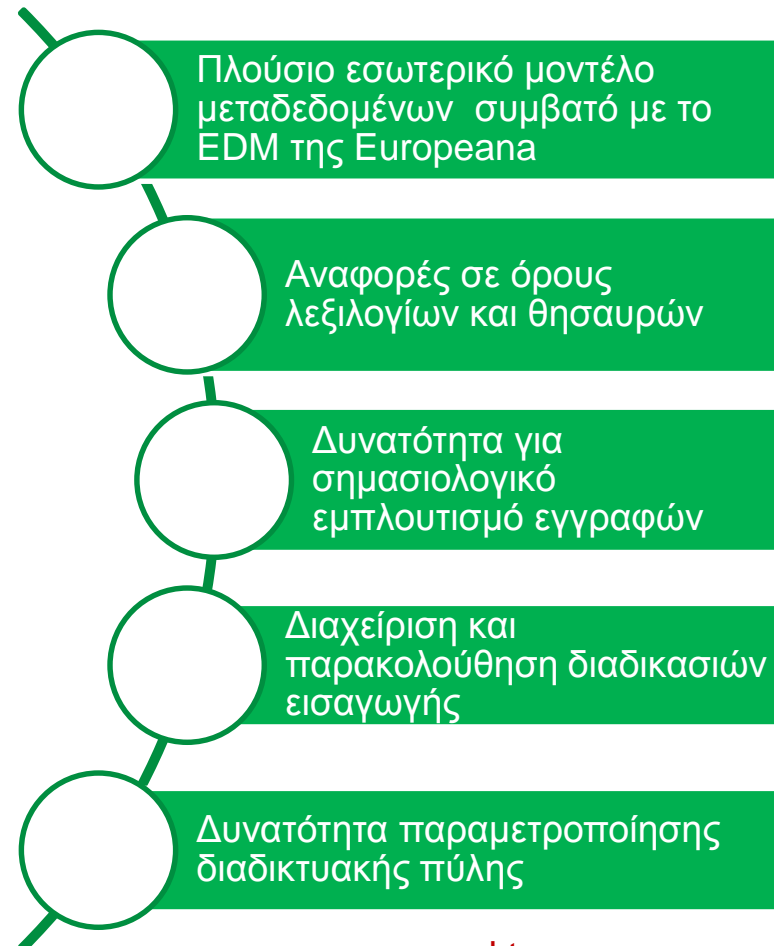 Πλούσιο εσωτερικό μοντέλο
μεταδεδομένων συμβατό με το
EDM της Europeana
Αναφορές σε όρους
λεξιλογίων και θησαυρών
Δυνατότητα για
σημασιολογικό
εμπλουτισμό εγγραφών
Διαχείριση και
παρακολούθηση διαδικασιών
εισαγωγής
Δυνατότητα παραμετροποίησης
διαδικτυακής πύλης